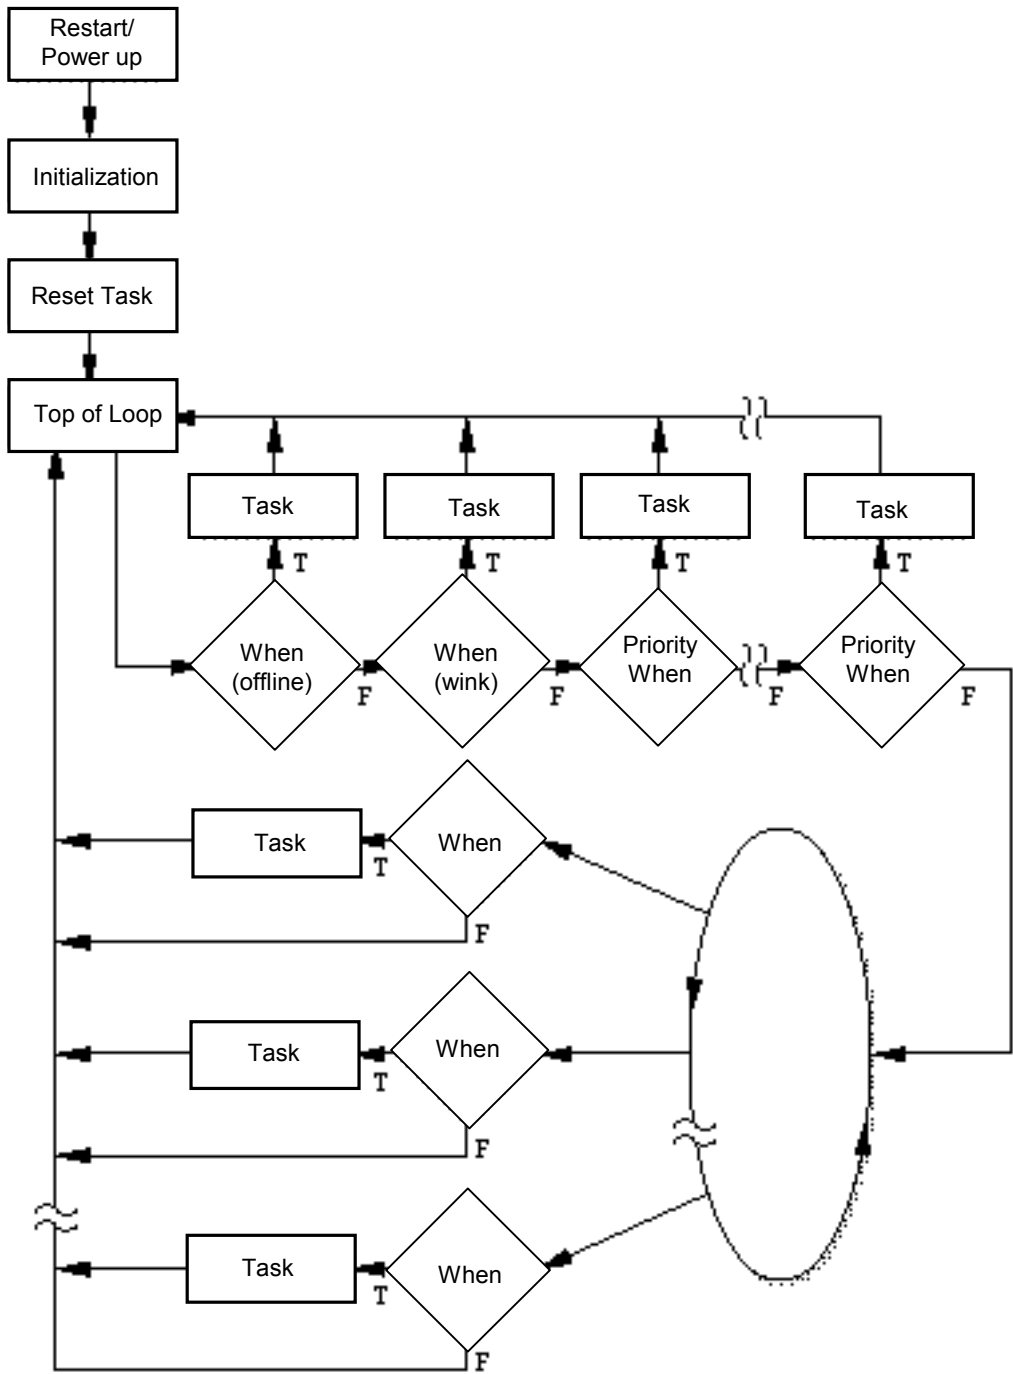 Restart/
Power up
Initialization
Reset Task
Top of Loop
Task
Task
Task
Task
T
T
T
T
When
(offline)
When
(wink)
Priority
When
Priority
When
F
F
F
F
Task
T
When
F
Task
T
When
F
Task
T
When
F